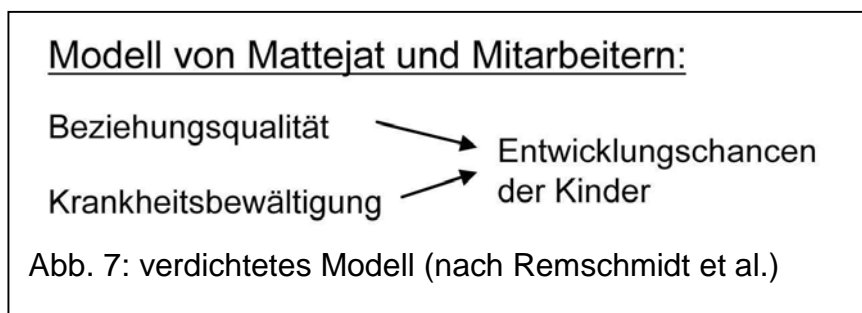 Modell von Mattejat und Mitarbeitern:
Beziehungsqualität
Entwicklungschancen
der Kinder
Krankheitsbewältigung
Abb. 7: verdichtetes Modell (nach Remschmidt et al.)